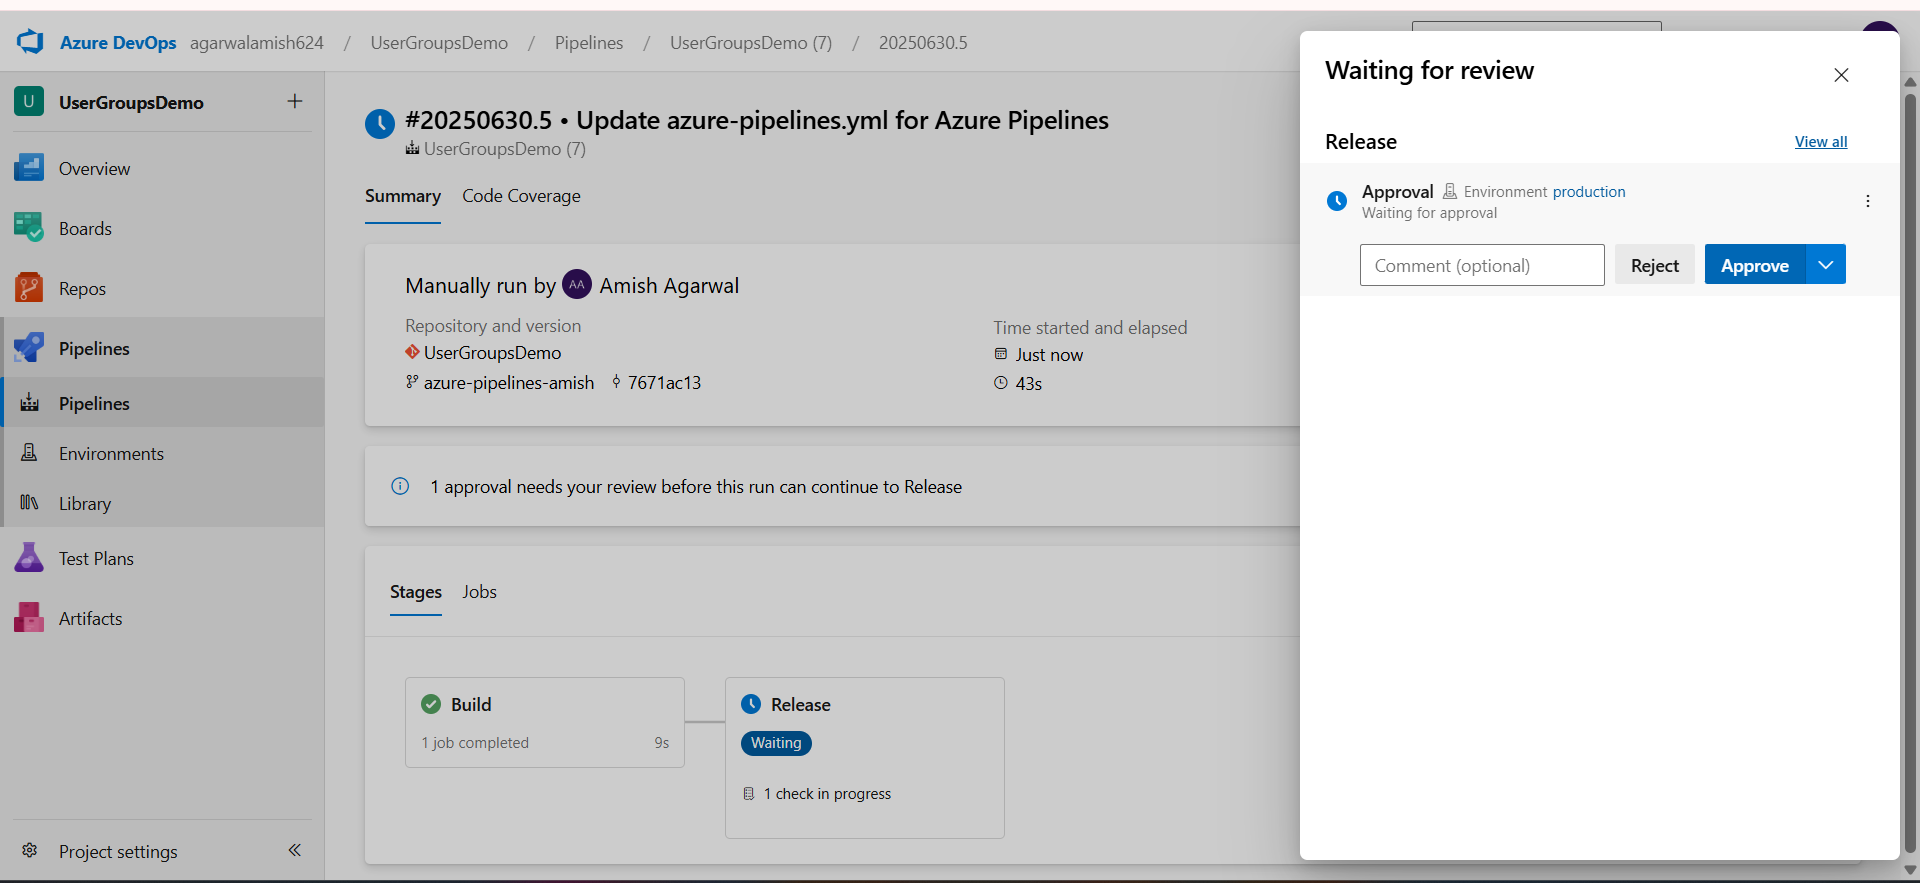 Azure DevOps agarwalamish624 / UserGroupsDemo / Pipelines / UserGroupsDemo (7) / 20250630.5
U UserGroupsDemo
Overview
Boards
Repos
Pipelines
Pipelines
Environments
Library
Test Plans
Artifacts
Project settings
#20250630.5 • Update azure-pipelines.yml for Azure Pipelines
UserGroupsDemo (7)
Summary Code Coverage
Manually run by AA Amish Agarwal
Repository and version
UserGroupsDemo
azure-pipelines-amish 7671ac13
Time started and elapsed
Just now
43s
1 approval needs your review before this run can continue to Release
Stages Jobs
Build
1 job completed 9s
Release
Waiting
1 check in progress
Waiting for review
Release View all
Approval Environment production
Waiting for approval
Comment (optional) Reject Approve